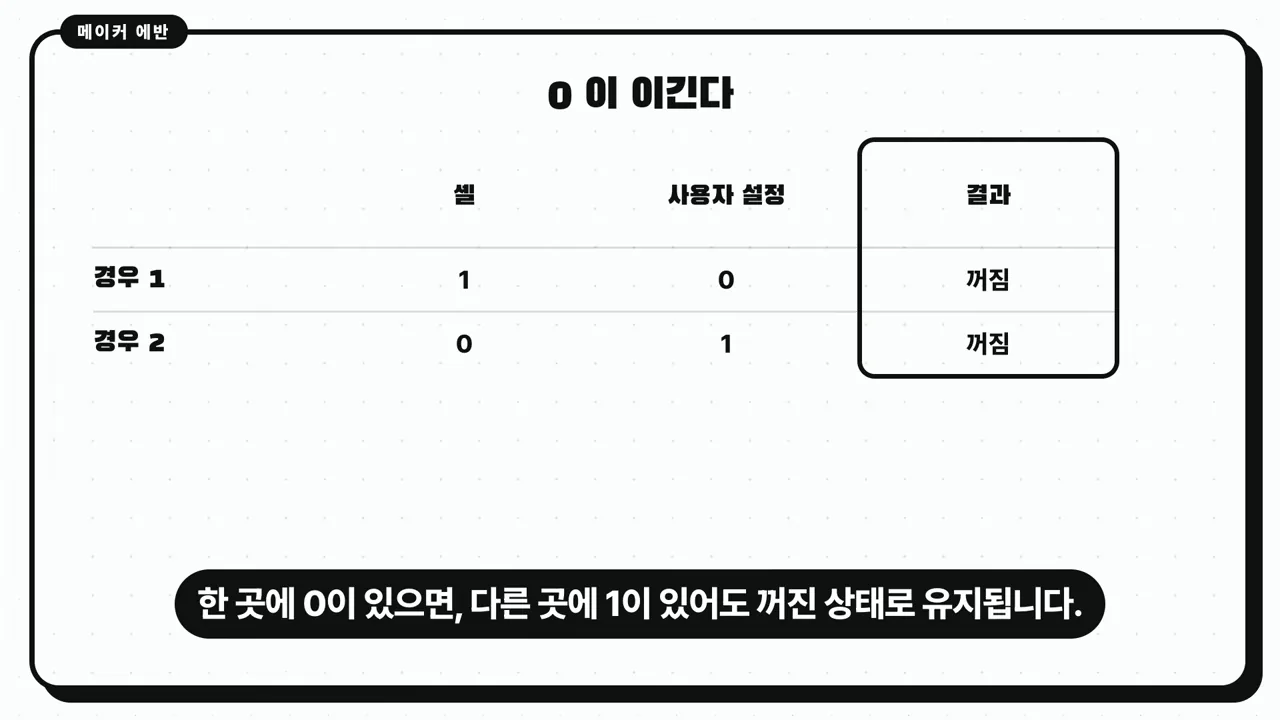 메이커 에반
0 이 이긴다
셸 사용자 설정 결과
경우 1 1 0 꺼짐
경우 2 0 1 꺼짐
한 곳에 0이 있으면, 다른 곳에 1이 있어도 꺼진 상태로 유지됩니다.